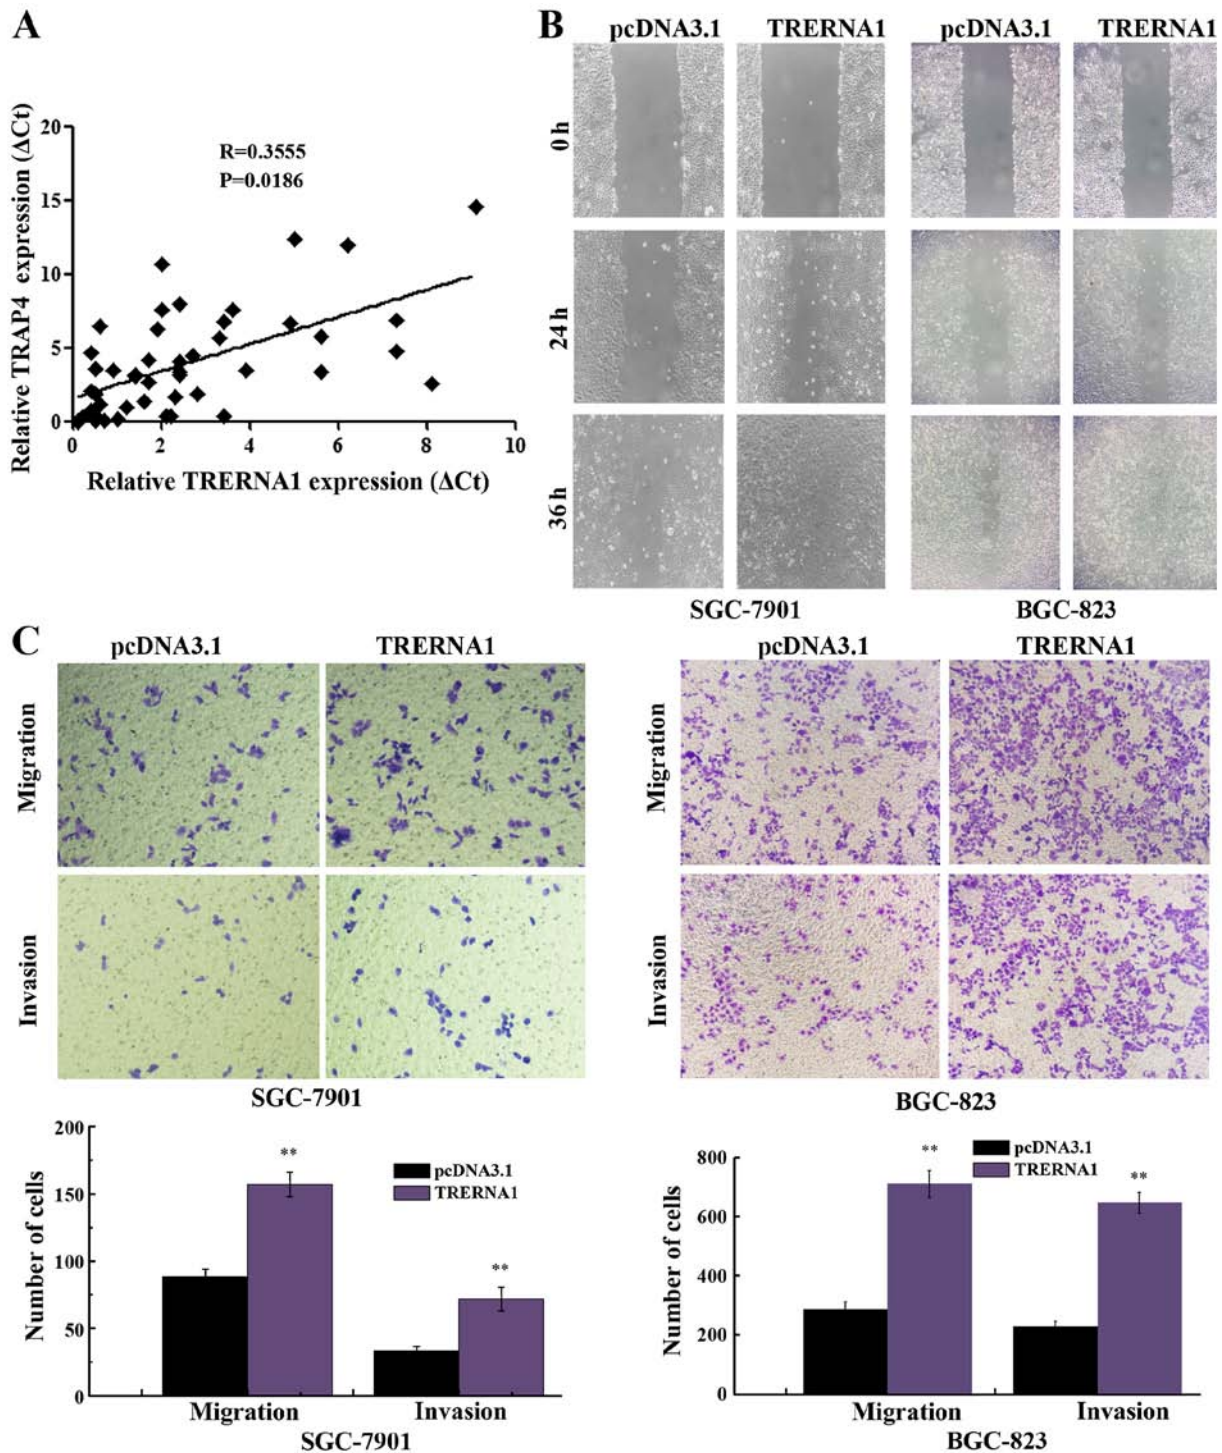 A
Relative TRAP4 expression (ΔCt)
20
15
10
5
0
R=0.3555
P=0.0186
0 2 4 6 8 10
Relative TRERNA1 expression (ΔCt)
B
pcDNA3.1 TRERNA1 pcDNA3.1 TRERNA1
0 h
24 h
36 h
SGC-7901 BGC-823
C
pcDNA3.1 TRERNA1 pcDNA3.1 TRERNA1
Migration Migration
Invasion Invasion
SGC-7901 BGC-823
Number of cells
200
150
100
50
0
**
**
pcDNA3.1
TRERNA1
Migration Invasion
SGC-7901
Number of cells
800
600
400
200
0
**
**
pcDNA3.1
TRERNA1
Migration Invasion
BGC-823